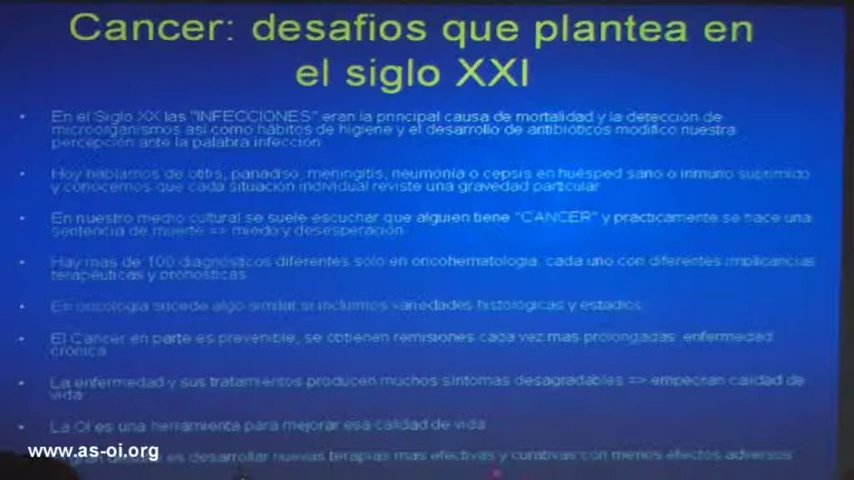 Cancer: desafios que plantea en
el siglo XXI
• En el Siglo XX las "INFECCIONES" eran la principal causa de mortalidad y la detección de
microorganismos así como hábitos de higiene y el desarrollo de antibióticos modifico nuestra
percepción ante la palabra infección
• Hoy hablamos de otitis, panadiso, meningitis, neumonía o cepsis en huésped sano o inmuno suprimido
y conocemos que cada situación individual reviste una gravedad particular
• En nuestro medio cultural se suele escuchar que alguien tiene "CANCER" y practicamente se hace una
sentencia de muerte => miedo y desesperación
• Hay mas de 100 diagnósticos diferentes solo en oncohematología, cada uno con diferentes implicancias
terapéuticas y pronosticas
• En oncología sucede algo similar si incluimos variedades histológicas y estadios
• El Cancer en parte es prevenible, se obtienen remisiones cada vez mas prolongadas enfermedad
crónica
• La enfermedad y sus tratamientos producen muchos síntomas desagradables => empeoran calidad de
vida
• La OI es una herramienta para mejorar esa calidad de vida
es desarrollar nuevas terapias mas efectivas y curativas con menos efectos adversos
www.as-oi.org